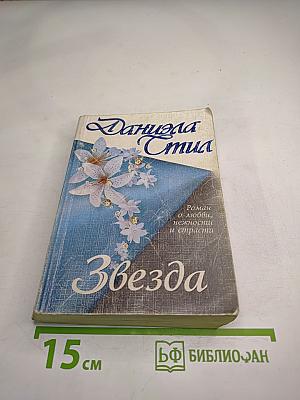 Даниэла
Стил
Роман
о любви,
нежности
и страсти
Звезда
15 см
БФ БИБЛИОФАН